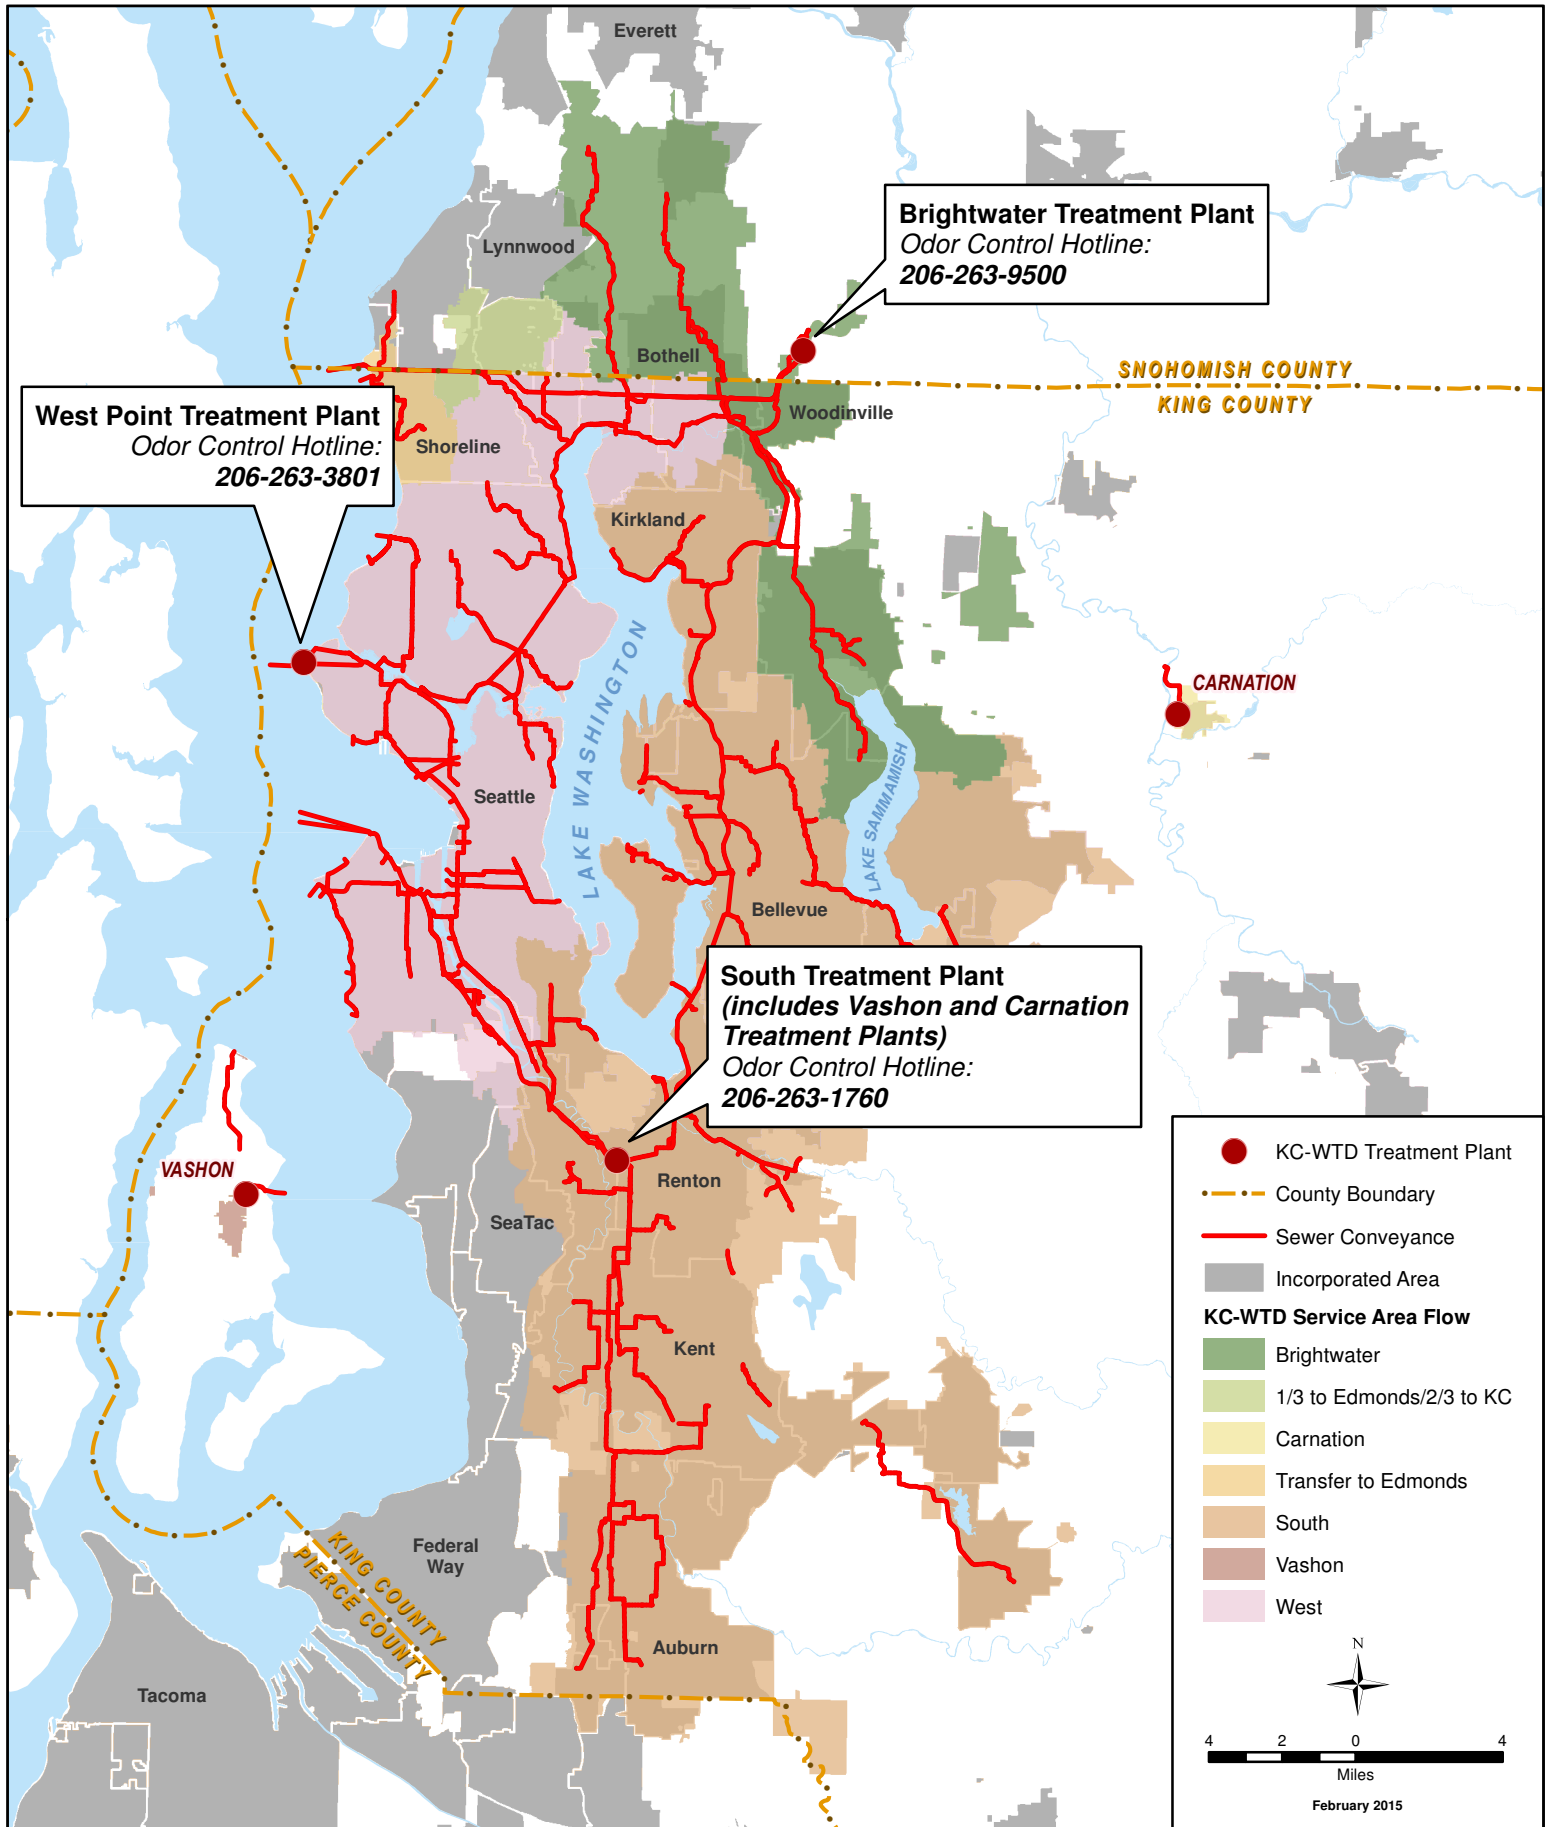 Everett
Brightwater Treatment Plant
Odor Control Hotline:
206-263-9500
Lynnwood
Bothell
SNOHOMISH COUNTY
KING COUNTY
West Point Treatment Plant
Odor Control Hotline:
206-263-3801
Woodinville
Shoreline
Kirkland
CARNATION
LAKE WASHINGTON
LAKE SAMMAMISH
Seattle
Bellevue
South Treatment Plant
(includes Vashon and Carnation
Treatment Plants)
Odor Control Hotline:
206-263-1760
VASHON
Renton
SeaTac
Kent
Federal
Way
KING COUNTY
PIERCE COUNTY
Auburn
Tacoma
KC-WTD Treatment Plant
County Boundary
Sewer Conveyance
Incorporated Area
KC-WTD Service Area Flow
Brightwater
1/3 to Edmonds/2/3 to KC
Carnation
Transfer to Edmonds
South
Vashon
West
N
4 2 0 4
Miles
February 2015